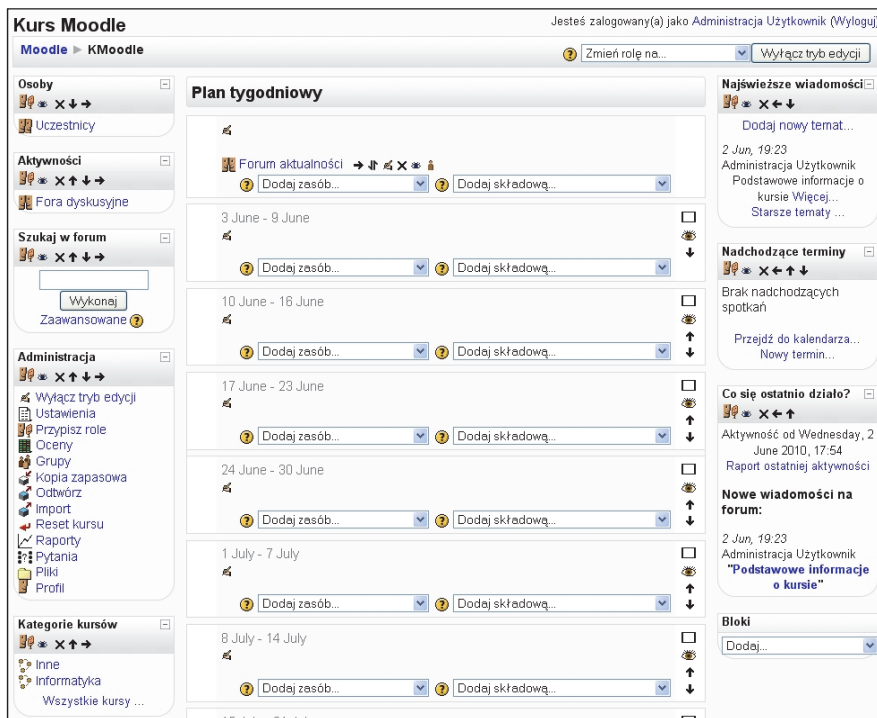 Kurs Moodle
Jesteś zalogowany(a) jako Administracja Użytkownik (Wyloguj)
Moodle ► KMoodle
Zmień rolę na...
Wyłącz tryb edycji
Osoby
Uczestnicy
Aktywności
Fora dyskusyjne
Szukaj w forum
Wykonaj
Zaawansowane
Administracja
Wyłącz tryb edycji
Ustawienia
Przypisz role
Oceny
Grupy
Kopia zapasowa
Odtwórz
Import
Reset kursu
Raporty
Pytania
Pliki
Profil
Kategorie kursów
Inne
Informatyka
Wszystkie kursy ...
Plan tygodniowy
Forum aktualności
Dodaj zasób... Dodaj składową...
3 June - 9 June
Dodaj zasób... Dodaj składową...
10 June - 16 June
Dodaj zasób... Dodaj składową...
17 June - 23 June
Dodaj zasób... Dodaj składową...
24 June - 30 June
Dodaj zasób... Dodaj składową...
1 July - 7 July
Dodaj zasób... Dodaj składową...
8 July - 14 July
Dodaj zasób... Dodaj składową...
Najświeższe wiadomości
Dodaj nowy temat...
2 Jun, 19:23
Administracja Użytkownik
Podstawowe informacje o
kursie Więcej...
Starsze tematy ...
Nadchodzące terminy
Brak nadchodzących
spotkań
Przejdź do kalendarza...
Nowy termin...
Co się ostatnio działo?
Aktywność od Wednesday, 2
June 2010, 17:54
Raport ostatniej aktywności
Nowe wiadomości na
forum:
2 Jun, 19:23
Administracja Użytkownik
"Podstawowe informacje
o kursie"
Bloki
Dodaj...